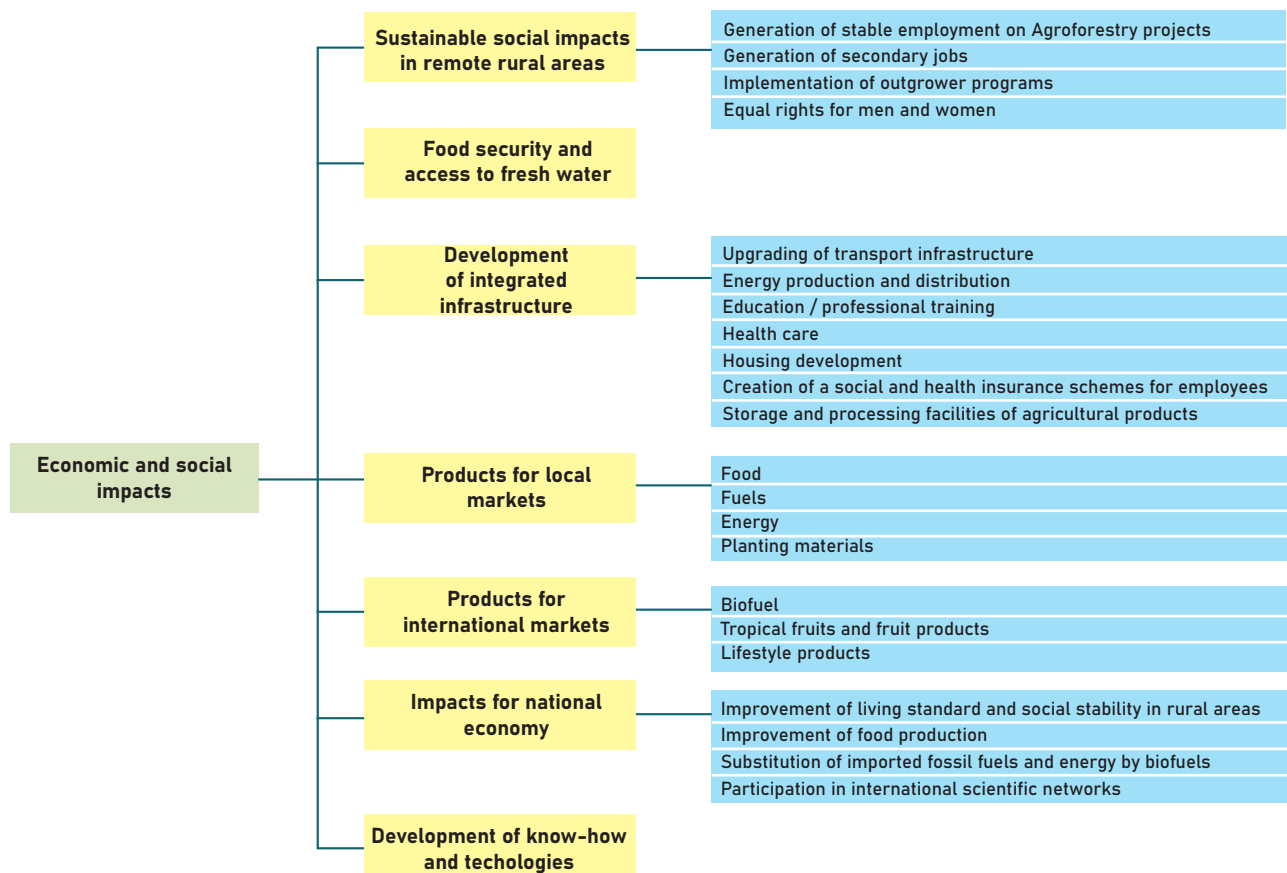 Economic and social
impacts
Sustainable social impacts
in remote rural areas
Generation of stable employment on Agroforestry projects
Generation of secondary jobs
Implementation of outgrower programs
Equal rights for men and women
Food security and
access to fresh water
Development
of integrated
infrastructure
Upgrading of transport infrastructure
Energy production and distribution
Education / professional training
Health care
Housing development
Creation of a social and health insurance schemes for employees
Storage and processing facilities of agricultural products
Products for local
markets
Food
Fuels
Energy
Planting materials
Products for
international markets
Biofuel
Tropical fruits and fruit products
Lifestyle products
Impacts for national
economy
Improvement of living standard and social stability in rural areas
Improvement of food production
Substitution of imported fossil fuels and energy by biofuels
Participation in international scientific networks
Development of know-how
and techologies